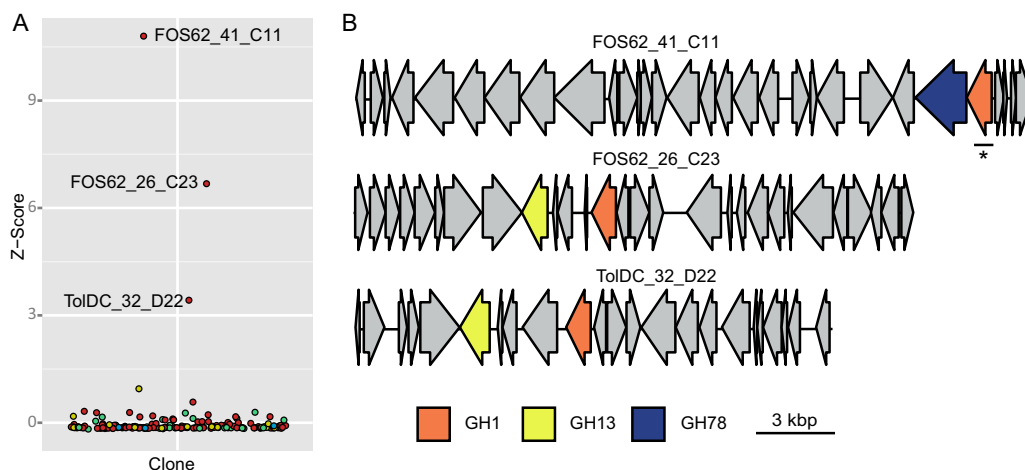 A
Z−Score
9
6
3
0
FOS62_41_C11
FOS62_26_C23
TolDC_32_D22
Clone
B
FOS62_41_C11
*
FOS62_26_C23
TolDC_32_D22
GH1 GH13 GH78 3 kbp